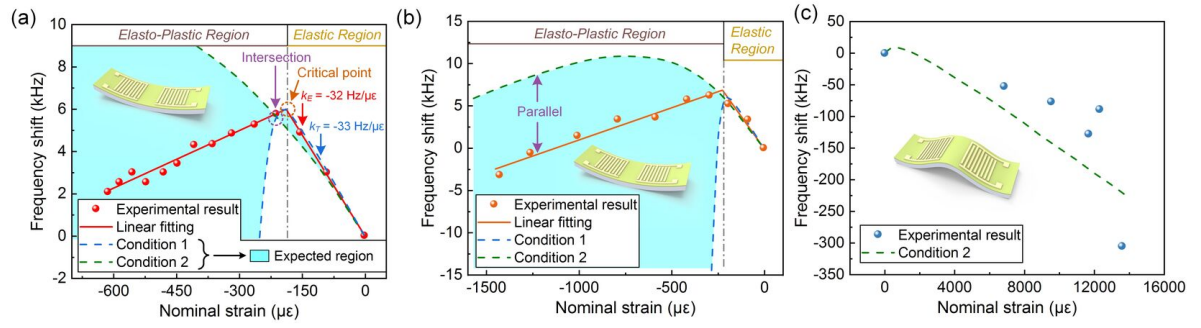 (a)
Elasto-Plastic Region
Elastic Region
Intersection
Critical point
kE = -32 Hz/με
kT = -33 Hz/με
Experimental result
Linear fitting
Condition 1
Condition 2
Expected region
Frequency shift (kHz)
10
8
6
4
2
0
-2
-600
-450
-300
-150
0
Nominal strain (με)
(b)
Elasto-Plastic Region
Elastic
Region
Parallel
Experimental result
Linear fitting
Condition 1
Condition 2
Frequency shift (kHz)
15
10
5
0
-5
-10
-15
-1500
-1000
-500
0
Nominal strain (με)
(c)
Experimental result
Condition 2
Frequency shift (kHz)
50
0
-50
-100
-150
-200
-250
-300
-350
0
4000
8000
12000
16000
Nominal strain (με)